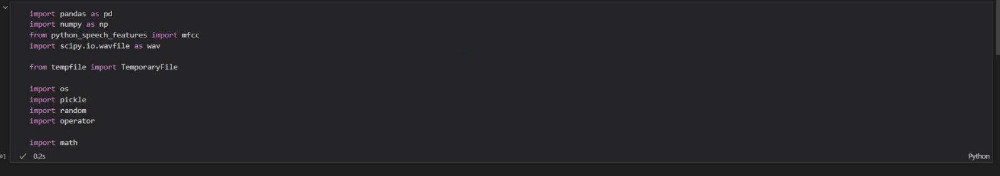 import pandas as pd
import numpy as np
from python_speech_features import mfcc
import scipy.io.wavfile as wav
from tempfile import TemporaryFile
import os
import pickle
import random
import operator
import math
0.2s
Python